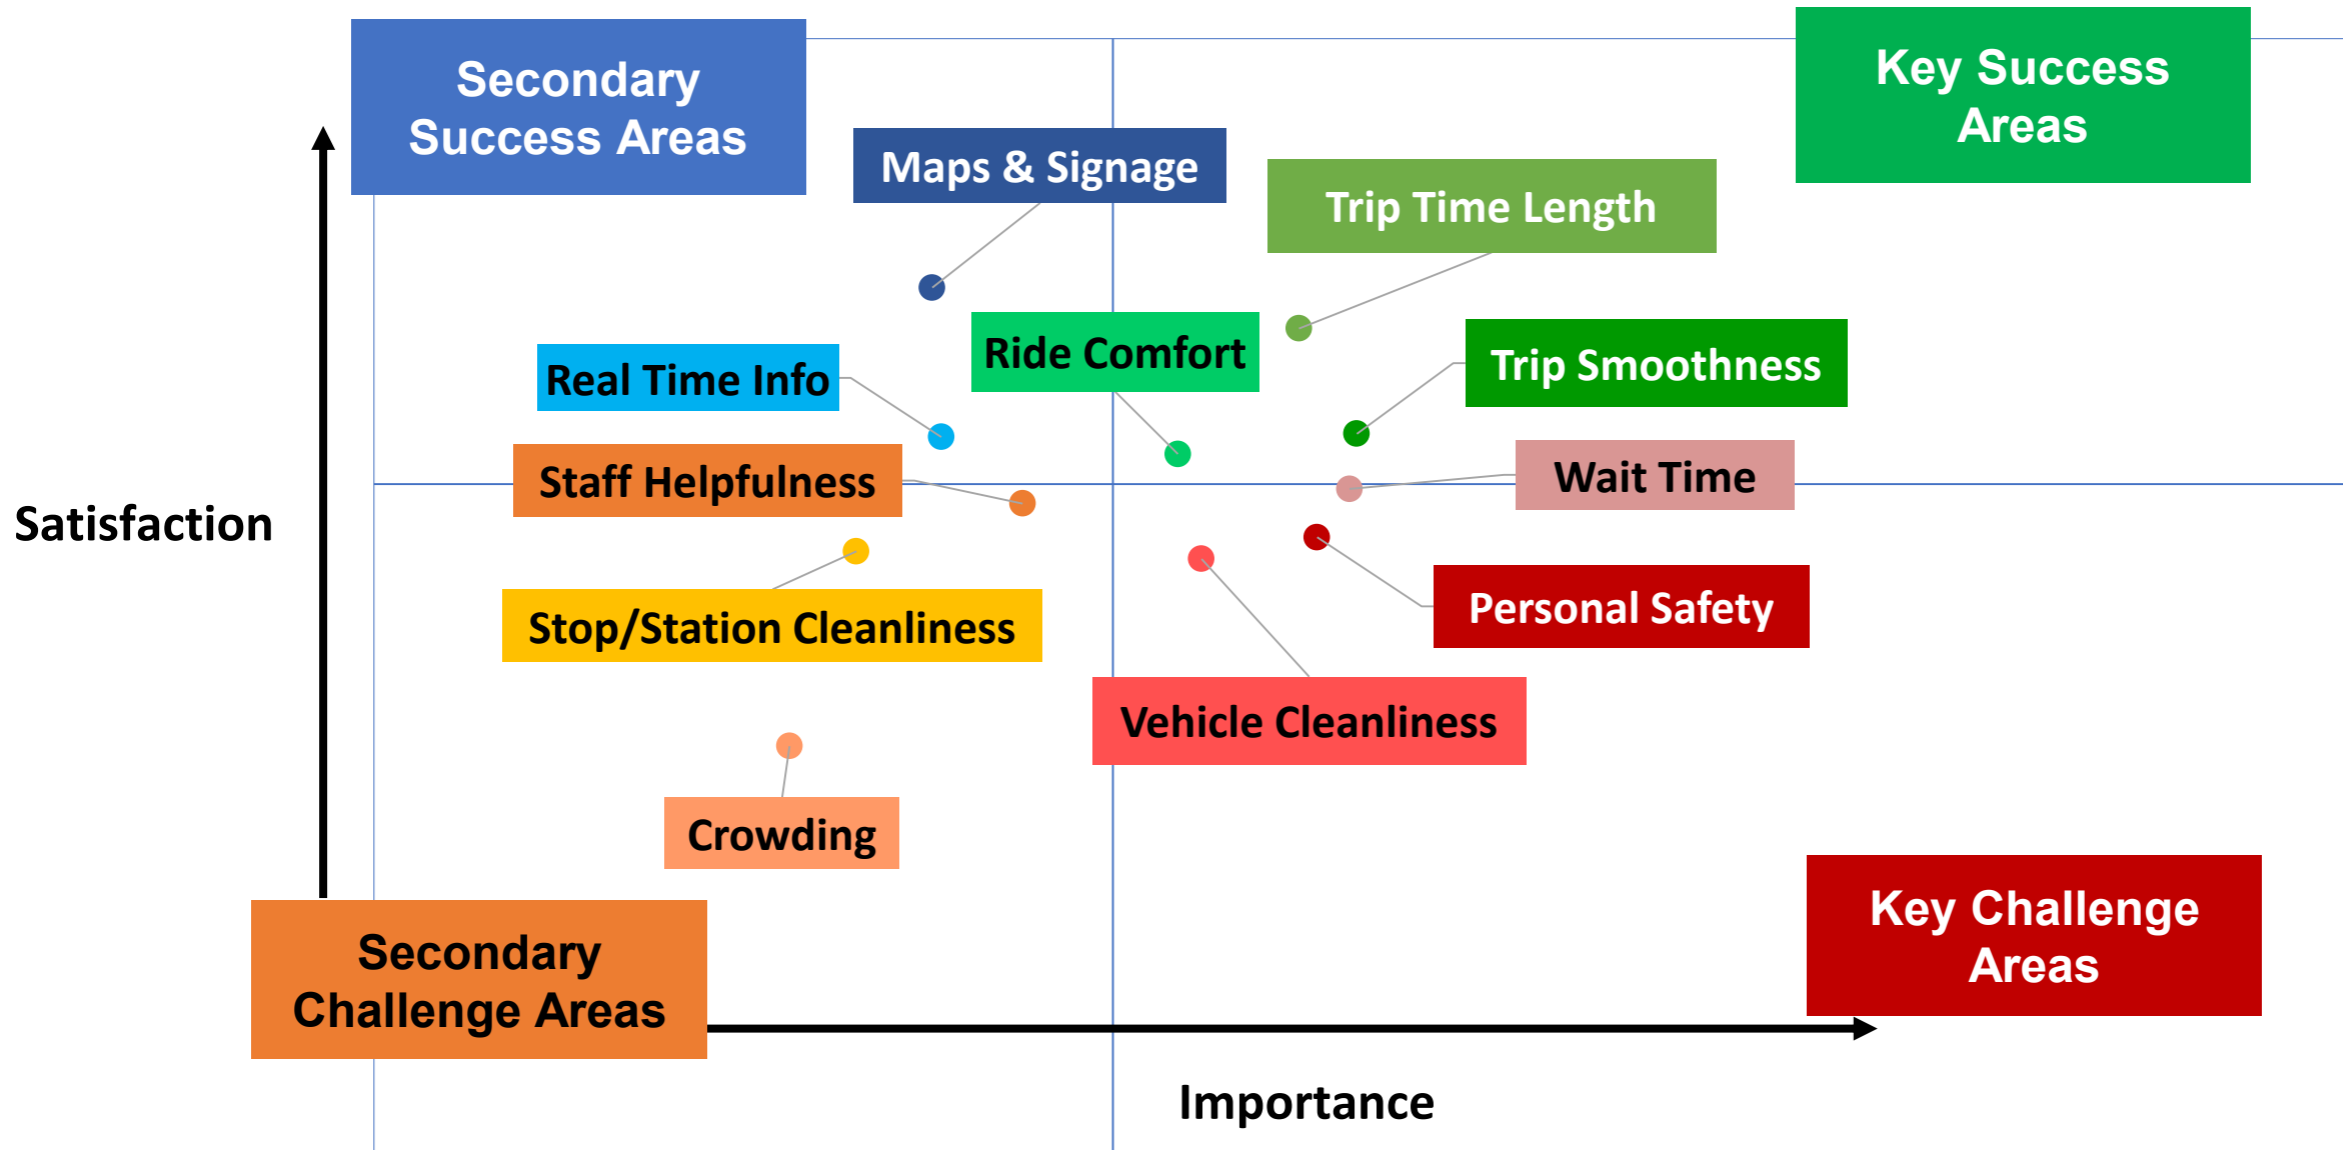 Secondary
Success Areas
Key Success
Areas
Maps & Signage
Trip Time Length
Ride Comfort
Trip Smoothness
Real Time Info
Staff Helpfulness
Wait Time
Satisfaction
Personal Safety
Stop/Station Cleanliness
Vehicle Cleanliness
Crowding
Key Challenge
Areas
Secondary
Challenge Areas
Importance